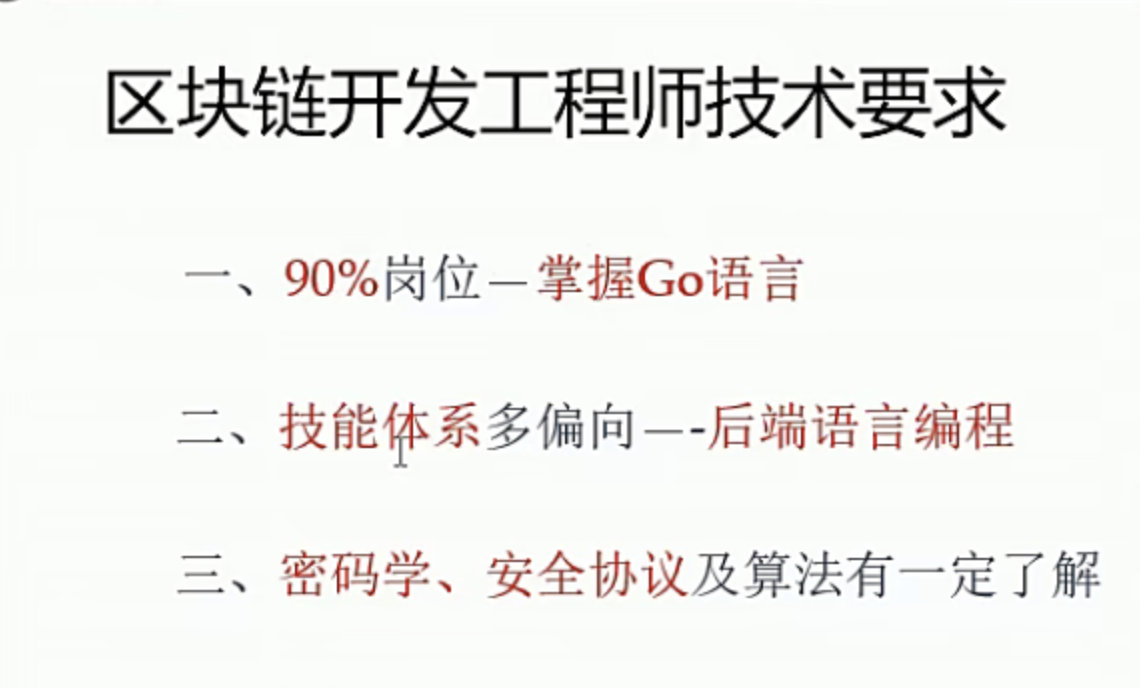 区块链开发工程师技术要求
一、90%岗位—掌握Go语言
二、技能体系多偏向—-后端语言编程
三、密码学、安全协议及算法有一定了解